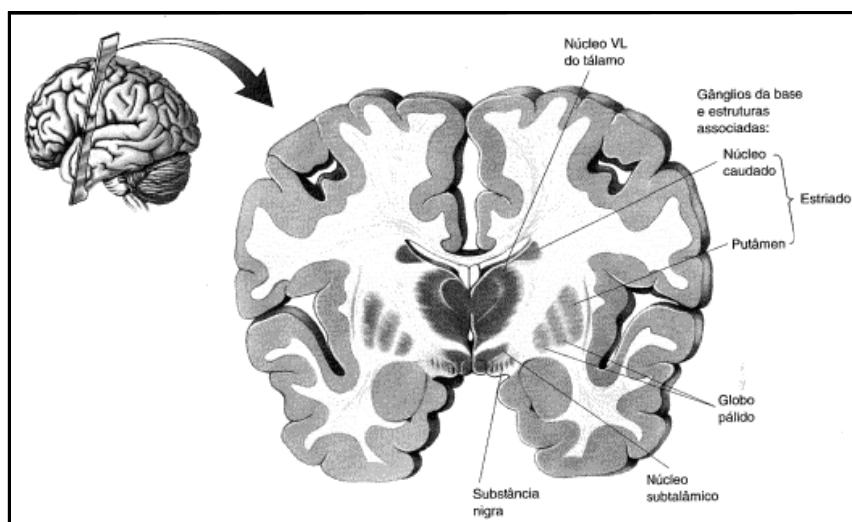 Núcleo VL
do tálamo
Gânglios da base
e estruturas
associadas:
Núcleo
caudado
Estriado
Putâmen
Globo
pálido
Núcleo
subtalâmico
Substância
nigra